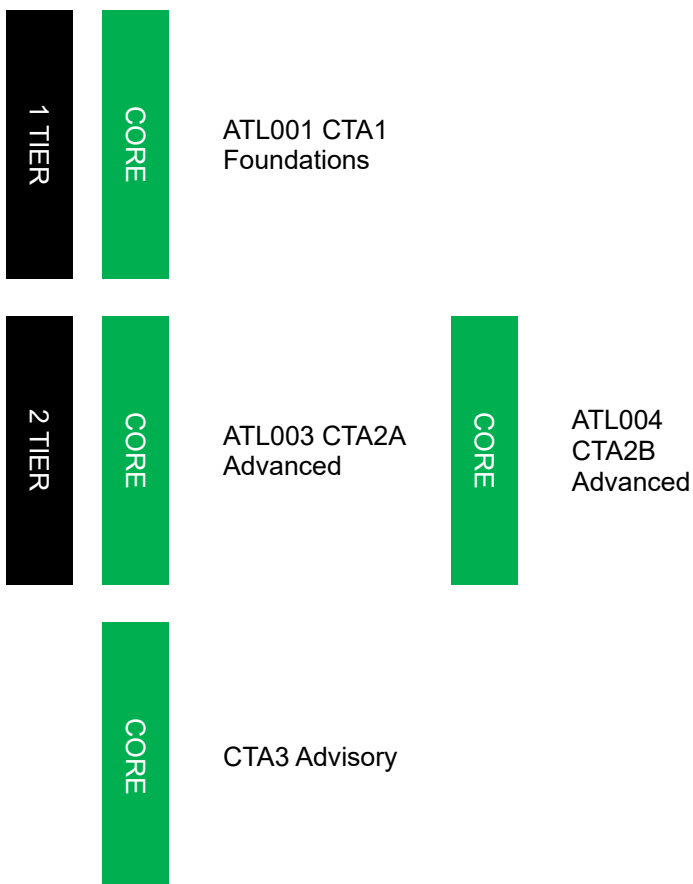 1 TIER
CORE
ATL001 CTA1
Foundations
2 TIER
CORE
ATL003 CTA2A
Advanced
CORE
ATL004
CTA2B
Advanced
CORE
CTA3 Advisory